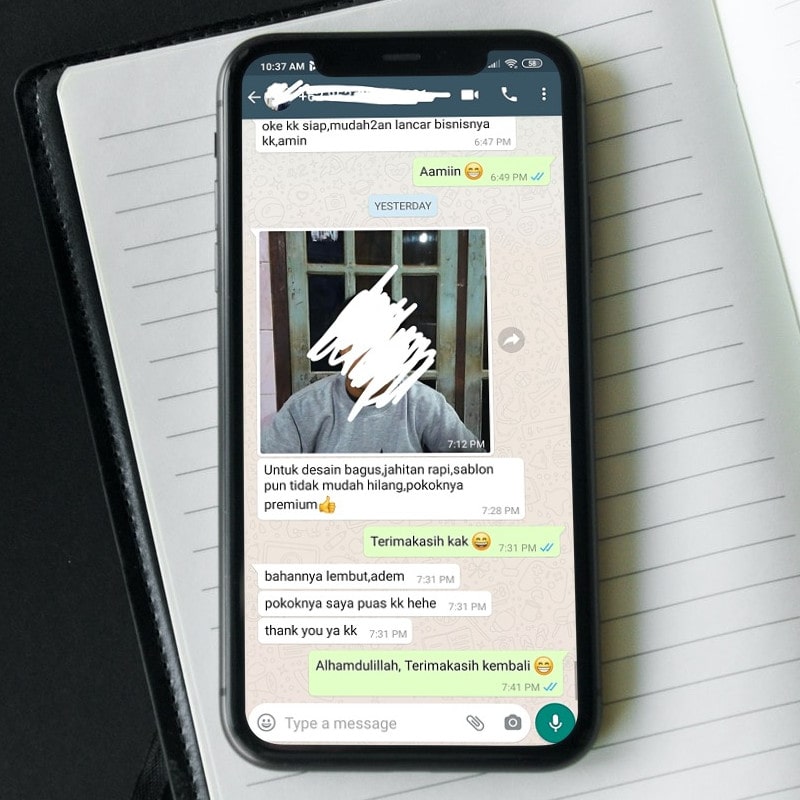 10:37 AM
58
oke kk siap,mudah2an lancar bisnisnya
kk,amin
6:47 PM
Aamiin 😁 6:49 PM
YESTERDAY
7:12 PM
Untuk desain bagus,jahitan rapi,sablon
pun tidak mudah hilang,pokoknya
premium👍
7:28 PM
Terimakasih kak 😄 7:31 PM
bahannya lembut,adem 7:31 PM
pokoknya saya puas kk hehe 7:31 PM
thank you ya kk 7:31 PM
Alhamdulillah, Terimakasih kembali 😁
7:41 PM
Type a message